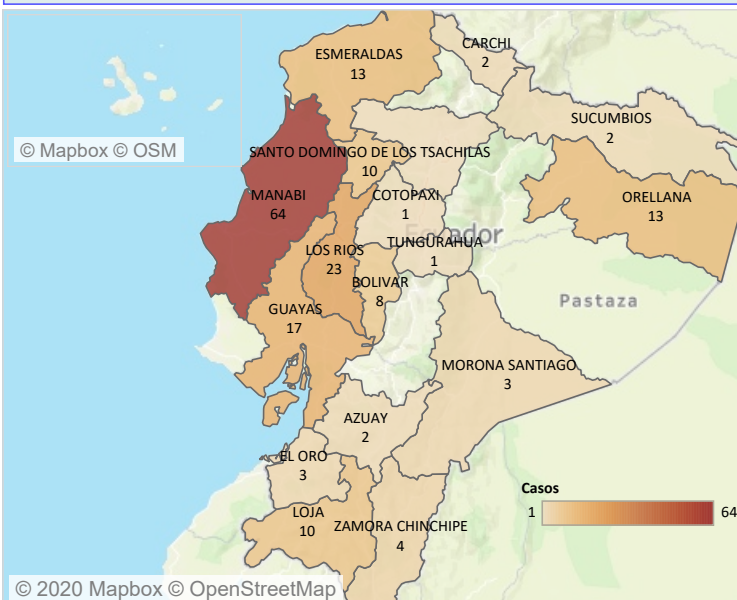 CARCHI
2
ESMERALDAS
13
SUCUMBIOS
2
© Mapbox © OSM
SANTO DOMINGO DE LOS TSACHILAS
10
MANABI
64
COTOPAXI
1
ORELLANA
13
TUNGURAHUA
1
LOS RIOS
23
BOLIVAR
8
Pastaza
GUAYAS
17
MORONA SANTIAGO
3
AZUAY
2
EL ORO
3
Casos
1 64
LOJA
10
ZAMORA CHINCHIPE
4
© 2020 Mapbox © OpenStreetMap